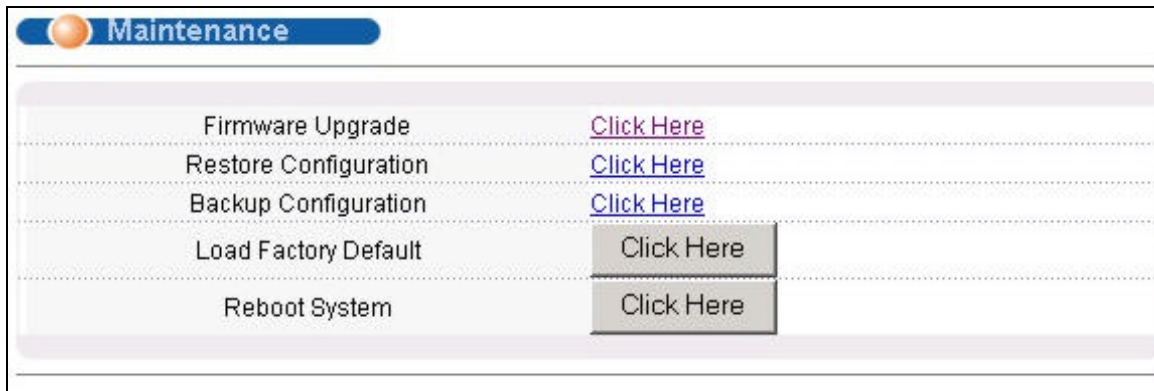 Maintenance
Firmware Upgrade Click Here
Restore Configuration Click Here
Backup Configuration Click Here
Load Factory Default Click Here
Reboot System Click Here